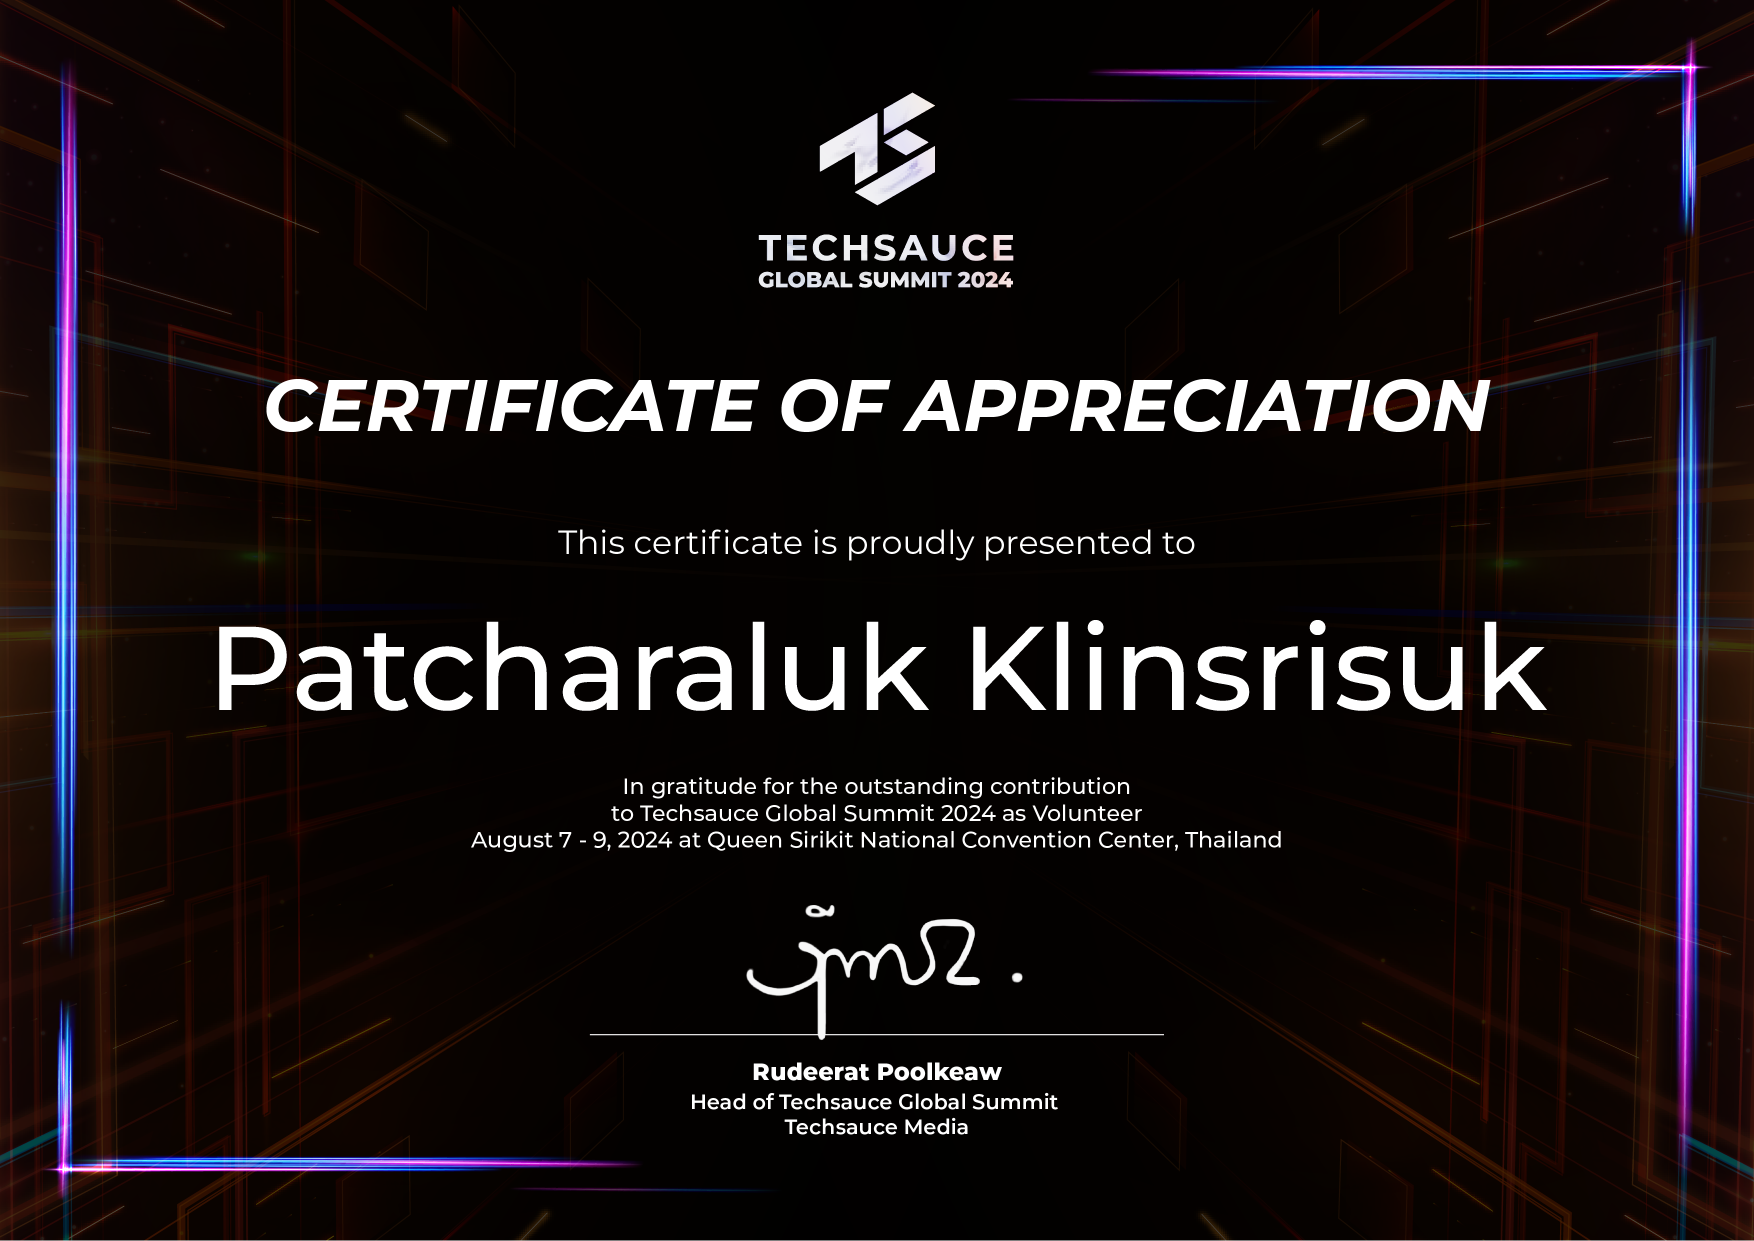 TECHSAUCE
GLOBAL SUMMIT 2024
CERTIFICATE OF APPRECIATION
This certificate is proudly presented to
Patcharaluk Klinsrisuk
In gratitude for the outstanding contribution
to Techsauce Global Summit 2024 as Volunteer
August 7 - 9, 2024 at Queen Sirikit National Convention Center, Thailand
Rudeerat Poolkeaw
Head of Techsauce Global Summit
Techsauce Media